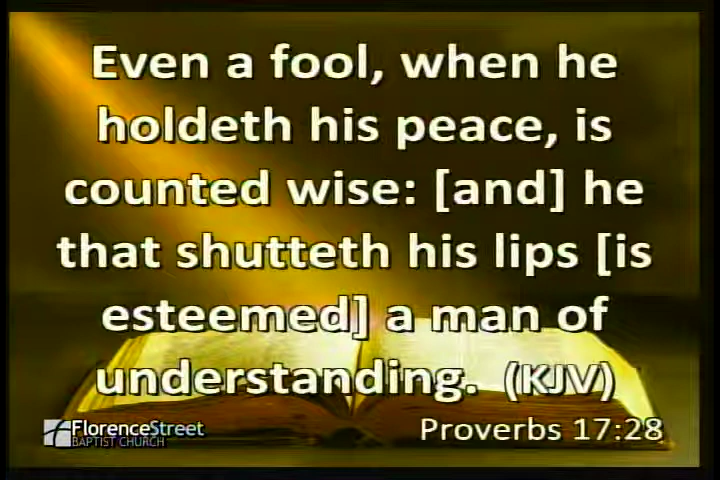 Even a fool, when he
holdeth his peace, is
counted wise: [and] he
that shutteth his lips [is
esteemed] a man of
understanding. (KJV)
Proverbs 17:28
FlorenceStreet
BAPTIST CHURCH